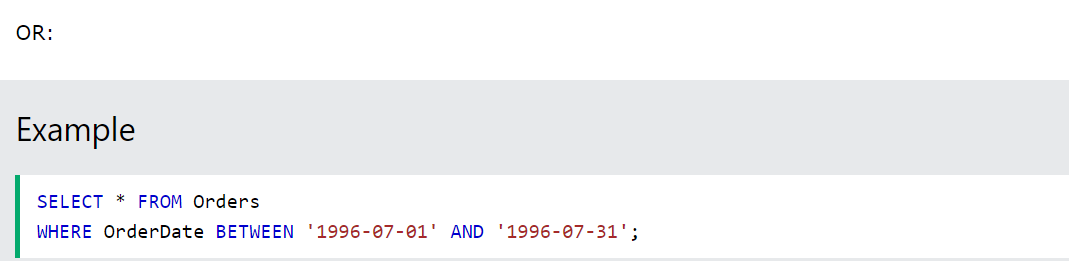 OR:
Example
SELECT * FROM Orders
WHERE OrderDate BETWEEN '1996-07-01' AND '1996-07-31';